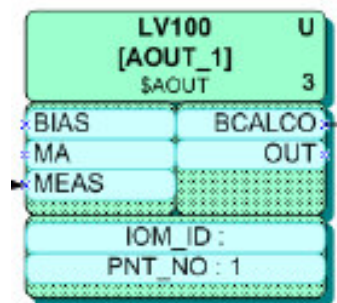 LV100 U
[AOUT_1]
$AOUT 3
BIAS BCALCO
MA OUT
MEAS
IOM_ID :
PNT_NO : 1